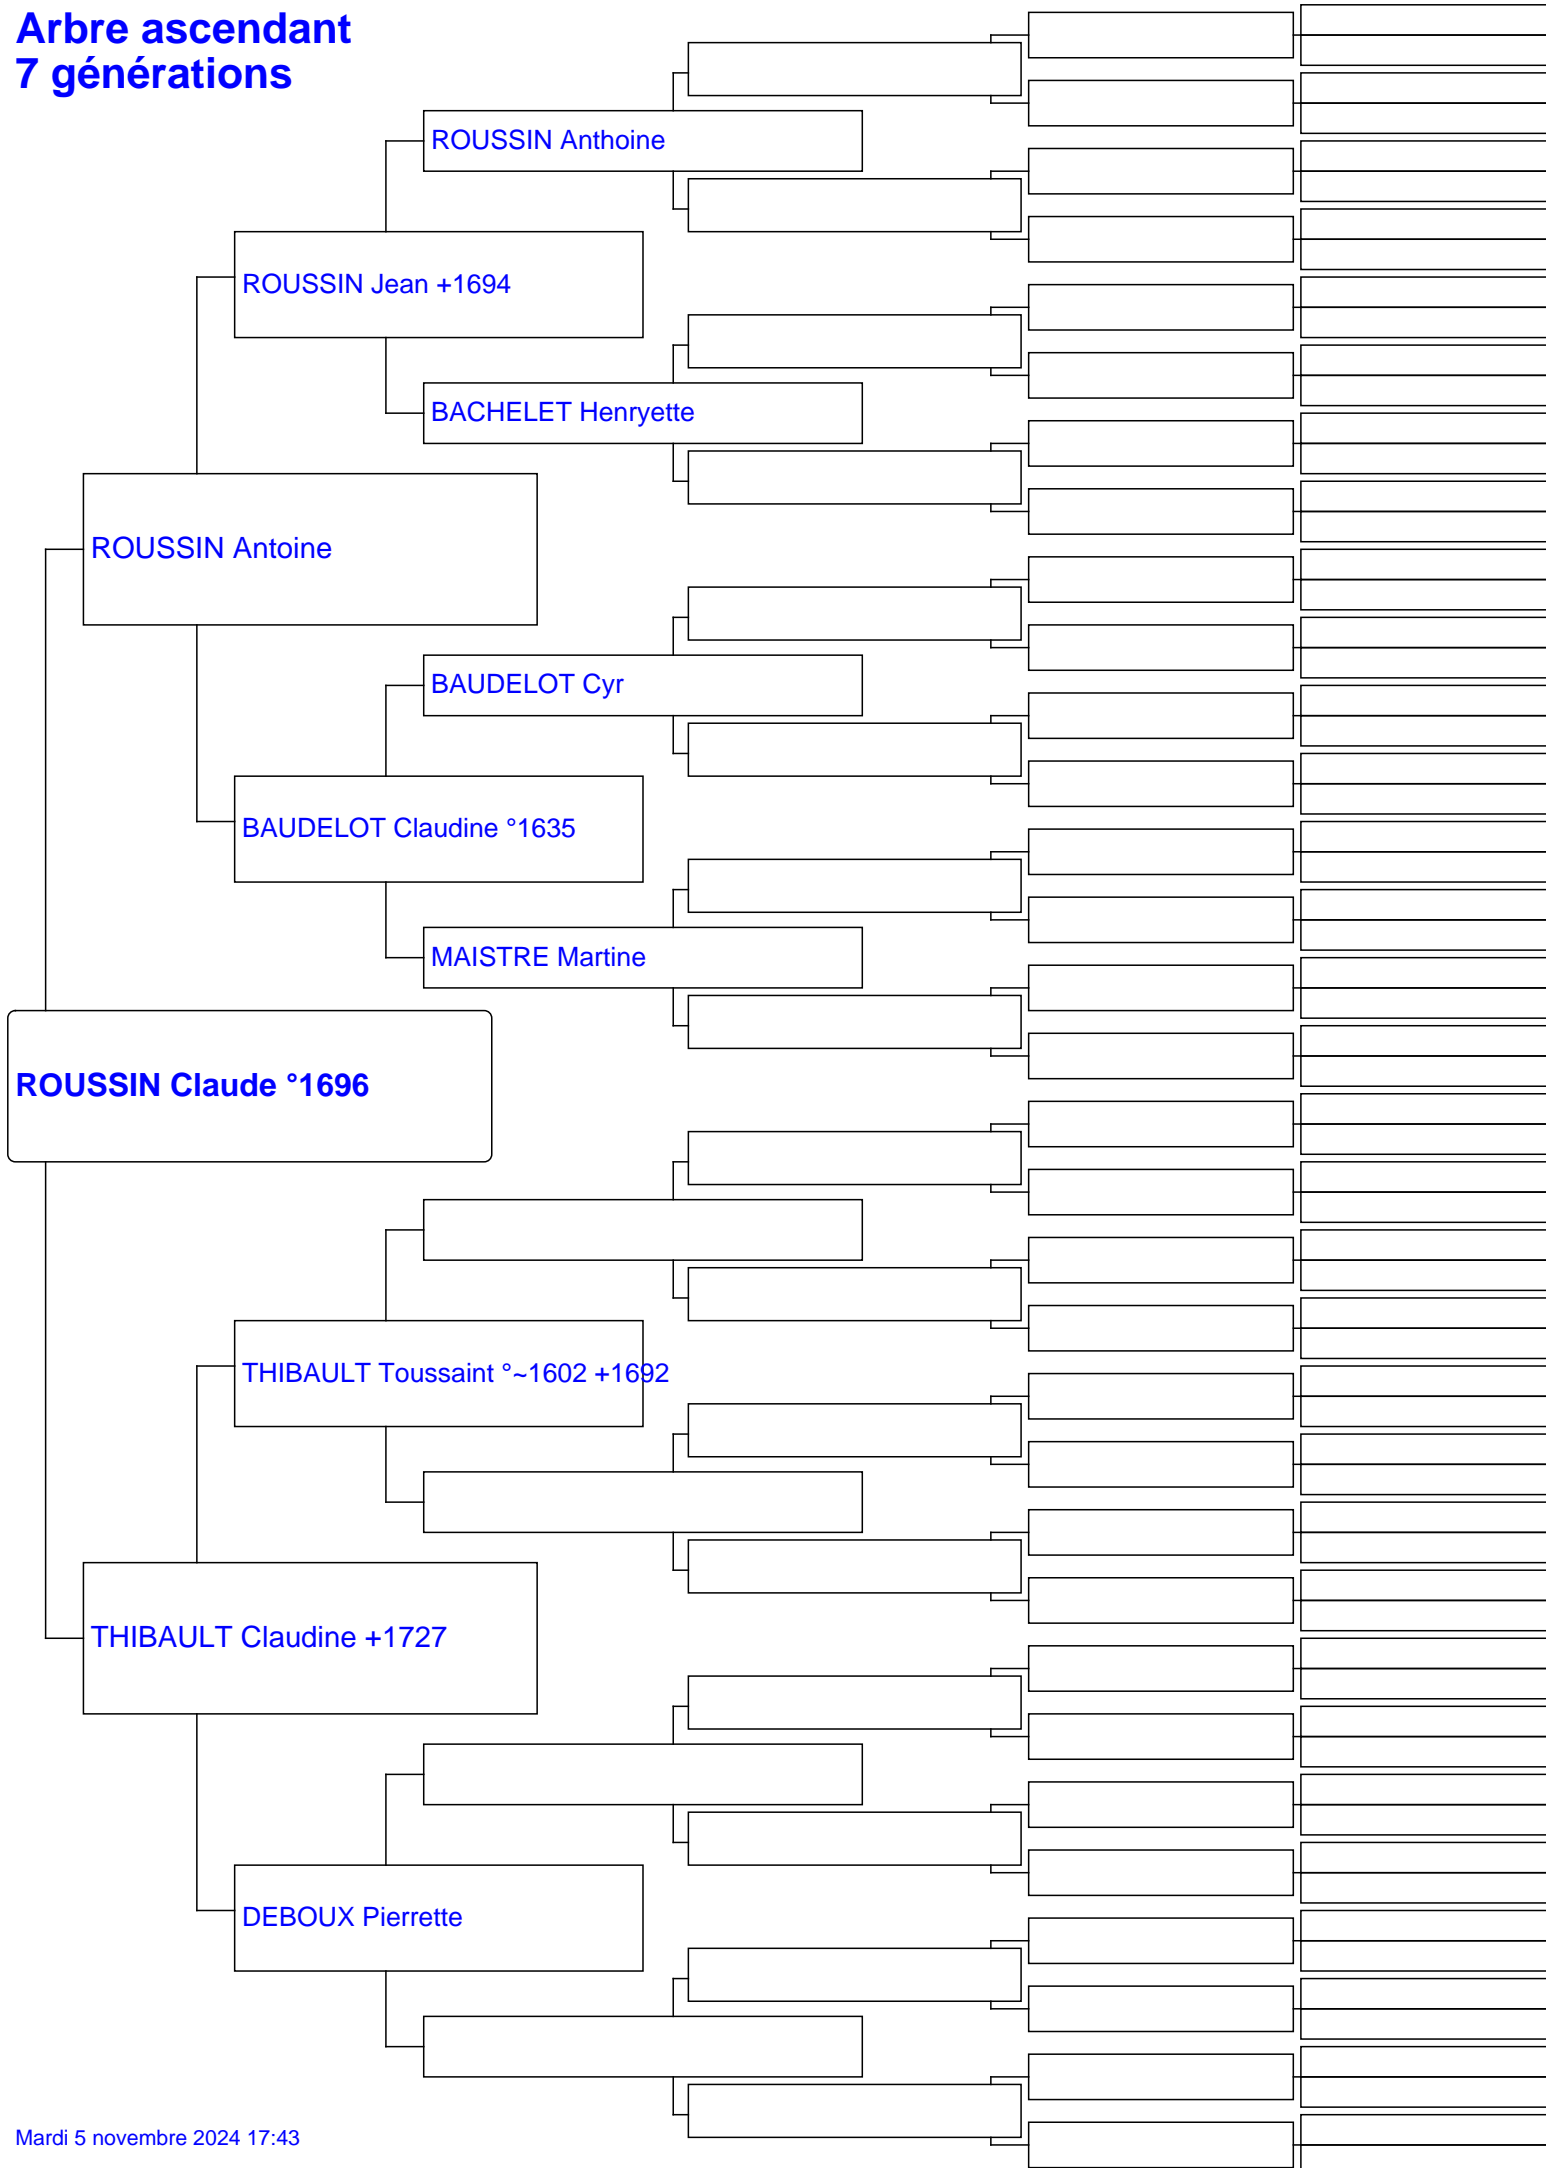 Arbre ascendant
7 générations
ROUSSIN Anthoine
ROUSSIN Jean +1694
BACHELET Henryette
ROUSSIN Antoine
BAUDELOT Cyr
BAUDELOT Claudine °1635
MAISTRE Martine
ROUSSIN Claude °1696
THIBAULT Toussaint °~1602 +1692
THIBAULT Claudine +1727
DEBOUX Pierrette
Mardi 5 novembre 2024 17:43